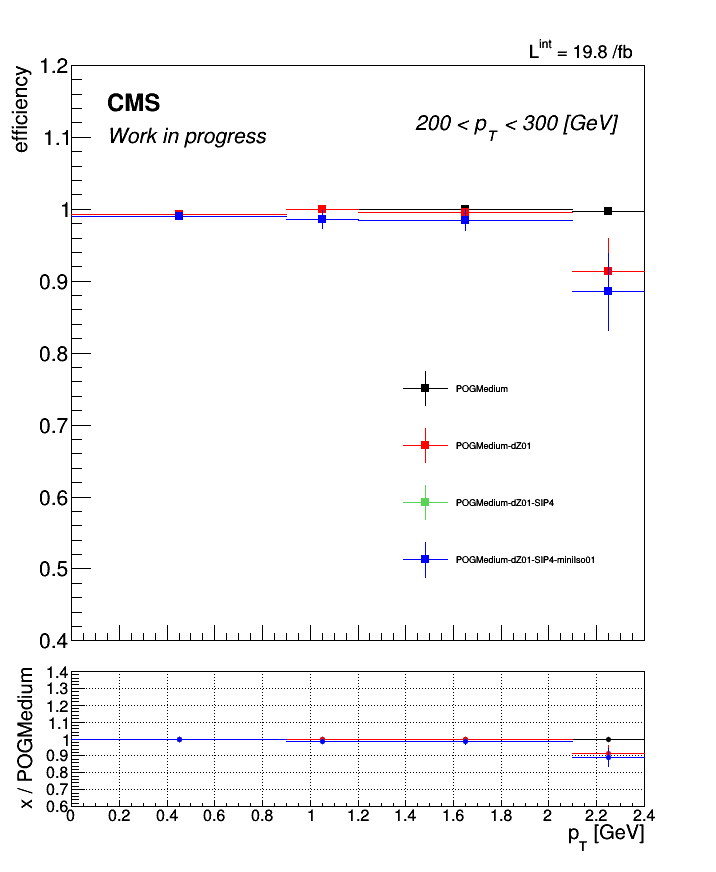 L^int = 19.8 /fb
efficiency
CMS
Work in progress
200 < p_T < 300 [GeV]
1.2
1.1
1
0.9
0.8
0.7
0.6
0.5
0.4
POGMedium
POGMedium-dZ01
POGMedium-dZ01-SIP4
POGMedium-dZ01-SIP4-miniIso01
x / POGMedium
1.4
1.3
1.2
1.1
1
0.9
0.8
0.7
0.6
0 0.2 0.4 0.6 0.8 1 1.2 1.4 1.6 1.8 2 2.2 2.4
p_T [GeV]